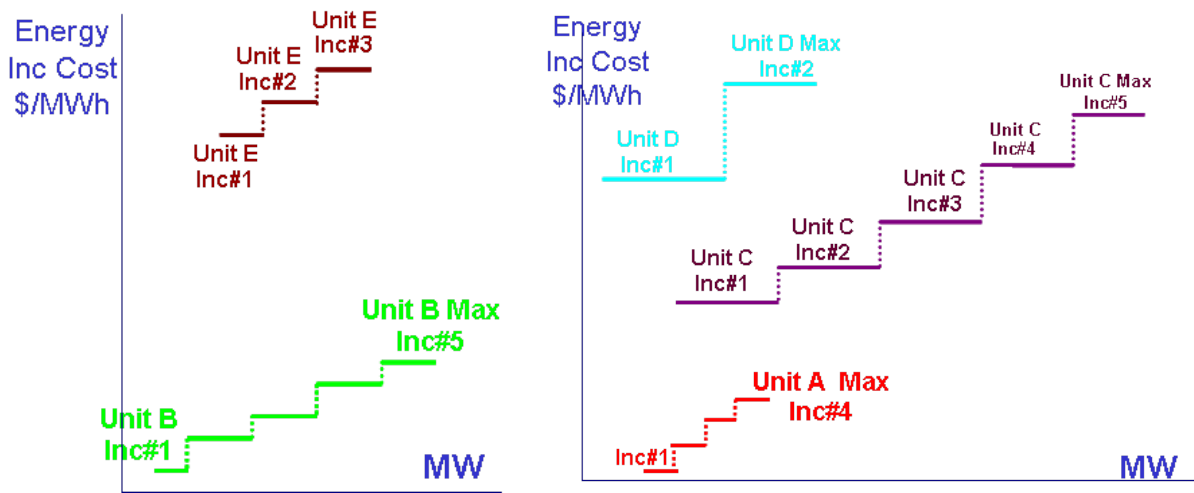 Energy
Inc Cost
$/MWh
Unit E
Inc#3
Unit E
Inc#2
Unit E
Inc#1
Unit B Max
Inc#5
Unit B
Inc#1
MW
Energy
Inc Cost
$/MWh
Unit D Max
Inc#2
Unit D
Inc#1
Unit C Max
Inc#5
Unit C
Inc#4
Unit C
Inc#3
Unit C
Inc#2
Unit C
Inc#1
Unit A Max
Inc#4
Inc#1
MW